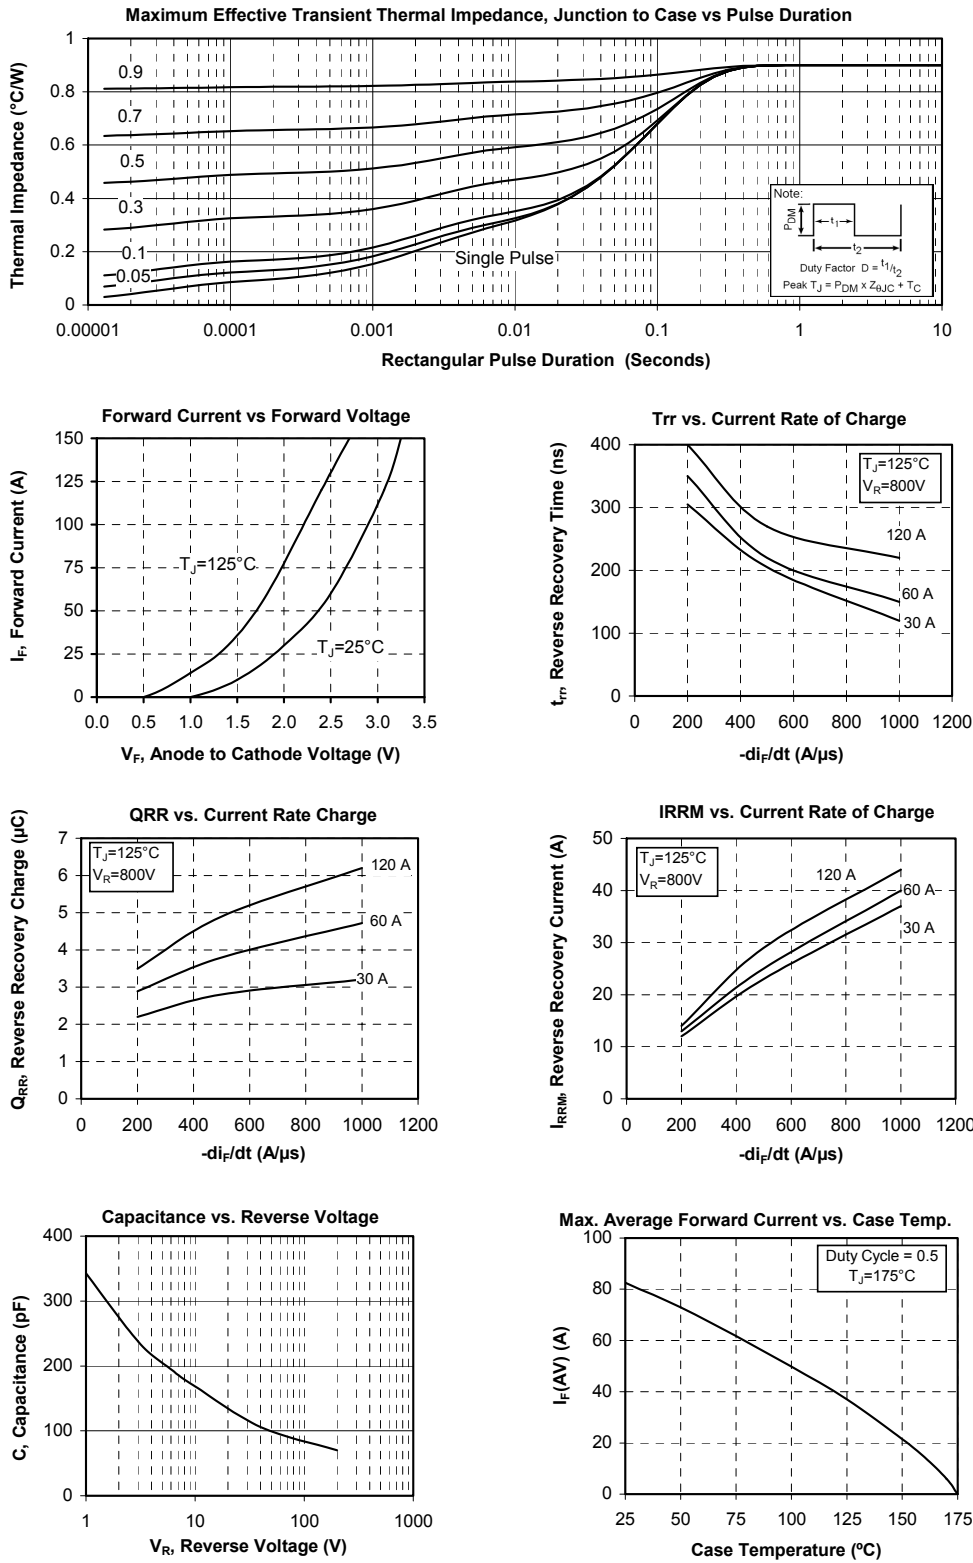 Maximum Effective Transient Thermal Impedance, Junction to Case vs Pulse Duration
Thermal Impedance (°C/W)
1
0.8
0.6
0.4
0.2
0
0.9
0.7
0.5
0.3
0.1
0.05
Single Pulse
Note:
PDM
t1
t2
Duty Factor D = t1/t2
Peak TJ = PDM x ZθJC + TC
0.00001 0.0001 0.001 0.01 0.1 1 10
Rectangular Pulse Duration (Seconds)
Forward Current vs Forward Voltage
IF, Forward Current (A)
150
125
100
75
50
25
0
TJ=125°C
TJ=25°C
0.0 0.5 1.0 1.5 2.0 2.5 3.0 3.5
VF, Anode to Cathode Voltage (V)
Trr vs. Current Rate of Charge
trr, Reverse Recovery Time (ns)
400
300
200
100
0
TJ=125°C
VR=800V
120 A
60 A
30 A
0 200 400 600 800 1000 1200
-diF/dt (A/µs)
QRR vs. Current Rate Charge
QRR, Reverse Recovery Charge (µC)
7
6
5
4
3
2
1
0
TJ=125°C
VR=800V
120 A
60 A
30 A
0 200 400 600 800 1000 1200
-diF/dt (A/µs)
IRRM vs. Current Rate of Charge
IRRM, Reverse Recovery Current (A)
50
40
30
20
10
0
TJ=125°C
VR=800V
120 A
60 A
30 A
0 200 400 600 800 1000 1200
-diF/dt (A/µs)
Capacitance vs. Reverse Voltage
C, Capacitance (pF)
400
300
200
100
0
1 10 100 1000
VR, Reverse Voltage (V)
Max. Average Forward Current vs. Case Temp.
IF(AV) (A)
100
80
60
40
20
0
Duty Cycle = 0.5
TJ=175°C
25 50 75 100 125 150 175
Case Temperature (ºC)